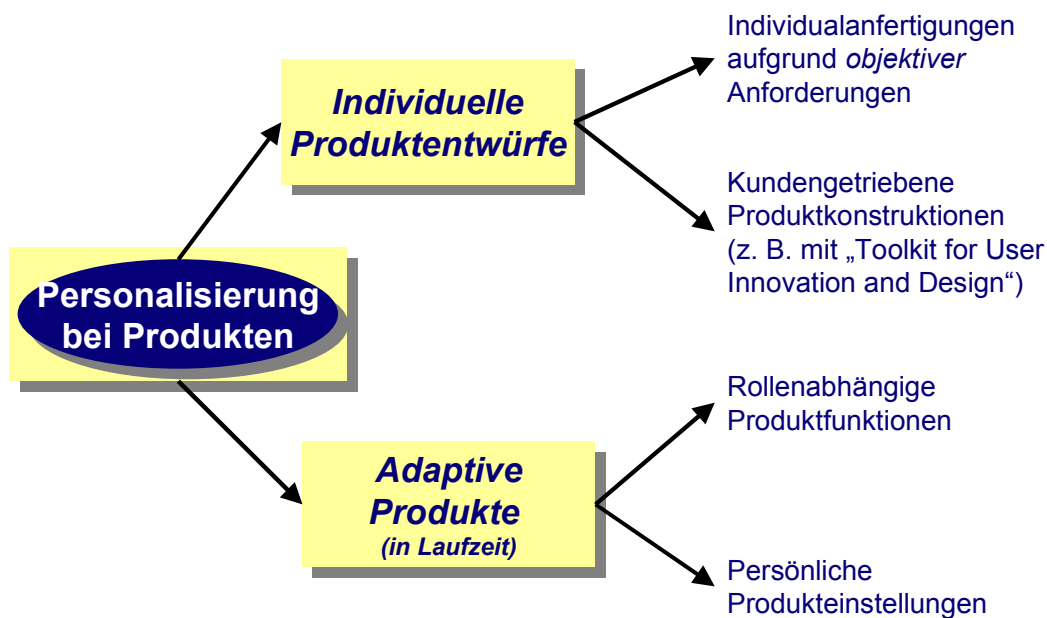 Personalisierung
bei Produkten
Individuelle
Produktentwürfe
Individualanfertigungen
aufgrund objektiver
Anforderungen
Kundengetriebene
Produktkonstruktionen
(z. B. mit „Toolkit for User
Innovation and Design“)
Adaptive
Produkte
(in Laufzeit)
Rollenabhängige
Produktfunktionen
Persönliche
Produkteinstellungen